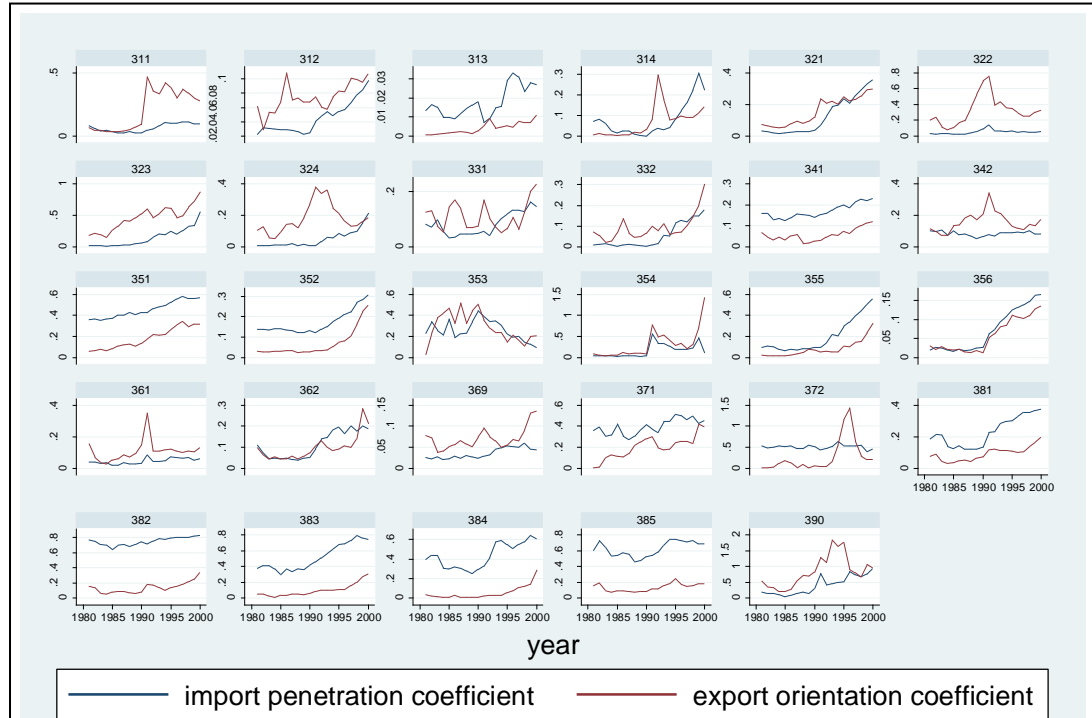 311 312 313 314 321 322
0 .5
.02 .04 .06 .08 .1
.01 .02 .03
0 .1 .2 .3
0 .2 .4
0 .2 .4 .6 .8
323 324 331 332 341 342
0 .5 1
0 .2 .4
.2
0 .1 .2 .3
0 .1 .2 .3
0 .2 .4
351 352 353 354 355 356
0 .2 .4 .6
0 .1 .2 .3
0 .2 .4 .6
0 .5 1 1.5
0 .2 .4 .6
.05 .1 .15
361 362 369 371 372 381
0 .2 .4
0 .1 .2 .3
.05 .1 .15
0 .2 .4 .6
0 .5 1 1.5
0 .2 .4
1980 1985 1990 1995 2000
382 383 384 385 390
0 .2 .4 .6 .8
0 .2 .4 .6 .8
0 .2 .4 .6
0 .2 .4 .6 .8
0 .5 1 1.5 2
1980 1985 1990 1995 2000 1980 1985 1990 1995 2000 1980 1985 1990 1995 2000 1980 1985 1990 1995 2000 1980 1985 1990 1995 2000
year
import penetration coefficient export orientation coefficient